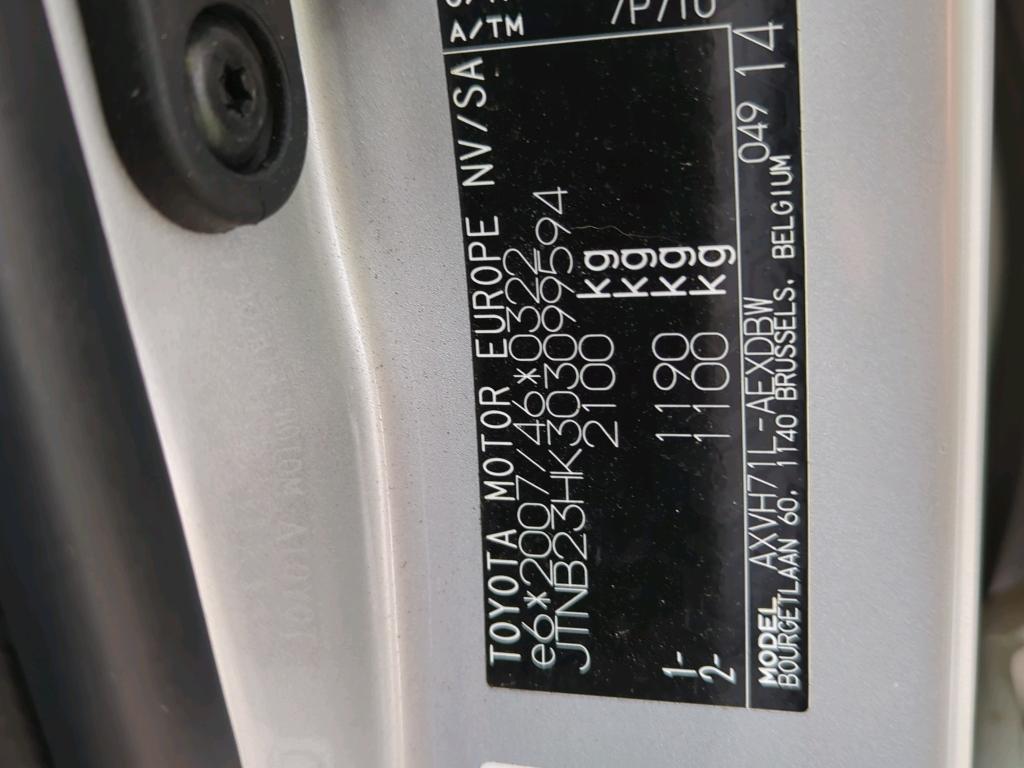 TOYOTA MOTOR EUROPE NV/SA
e6*2007/46*0322
JTNB23HK303099594
2100 kg
kg
1- 1190 kg
2- 1100 kg
MODEL AXVH71L-AEXDBW 049 14
BOURGETLAAN 60, 1140 BRUSSELS, BELGIUM
A/TM